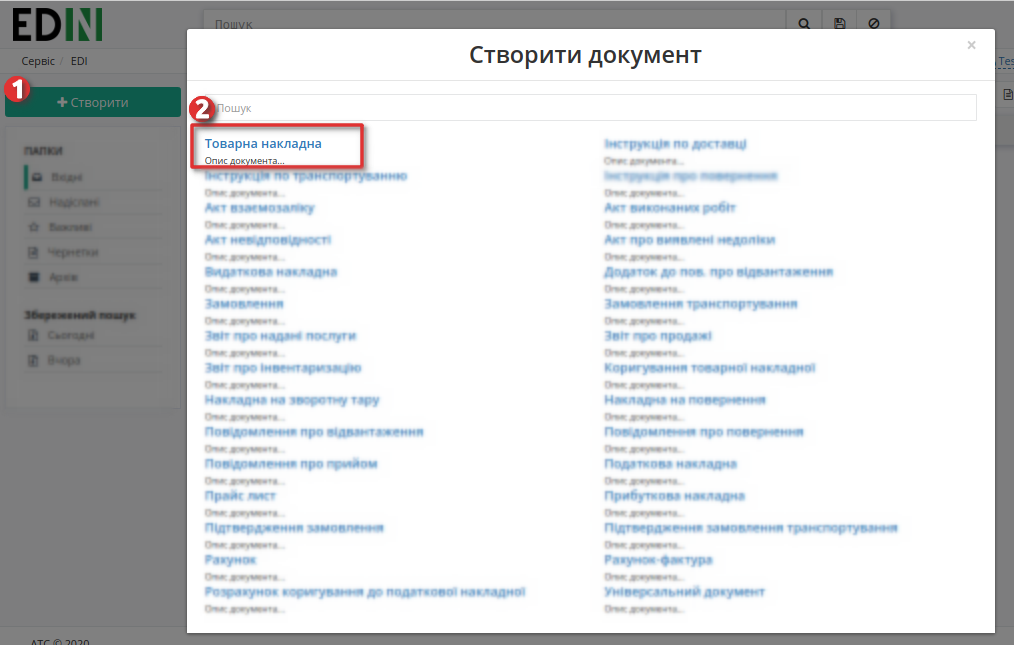 EDIN
Пошук
Сервіс / EDI
Tes
1
Створити
ПАПКИ
Вхідні
Надіслані
Важливі
Чернетки
Архів
Збережений пошук
Сьогодні
Вчора
АТС © 2020
Створити документ
×
2
Пошук
Товарна накладна
Опис документа...
Інструкція по доставці
Опис документа...
Інструкція по транспортуванню
Опис документа...
Інструкція про повернення
Опис документа...
Акт взаємозаліку
Опис документа...
Акт виконаних робіт
Опис документа...
Акт невідповідності
Опис документа...
Акт про виявлені недоліки
Опис документа...
Видаткова накладна
Опис документа...
Додаток до пов. про відвантаження
Опис документа...
Замовлення
Опис документа...
Замовлення транспортування
Опис документа...
Звіт про надані послуги
Опис документа...
Звіт про продажі
Опис документа...
Звіт про інвентаризацію
Опис документа...
Коригування товарної накладної
Опис документа...
Накладна на зворотну тару
Опис документа...
Накладна на повернення
Опис документа...
Повідомлення про відвантаження
Опис документа...
Повідомлення про повернення
Опис документа...
Повідомлення про прийом
Опис документа...
Податкова накладна
Опис документа...
Прайс лист
Опис документа...
Прибуткова накладна
Опис документа...
Підтвердження замовлення
Опис документа...
Підтвердження замовлення транспортування
Опис документа...
Рахунок
Опис документа...
Рахунок-фактура
Опис документа...
Розрахунок коригування до податкової накладної
Опис документа...
Універсальний документ
Опис документа...